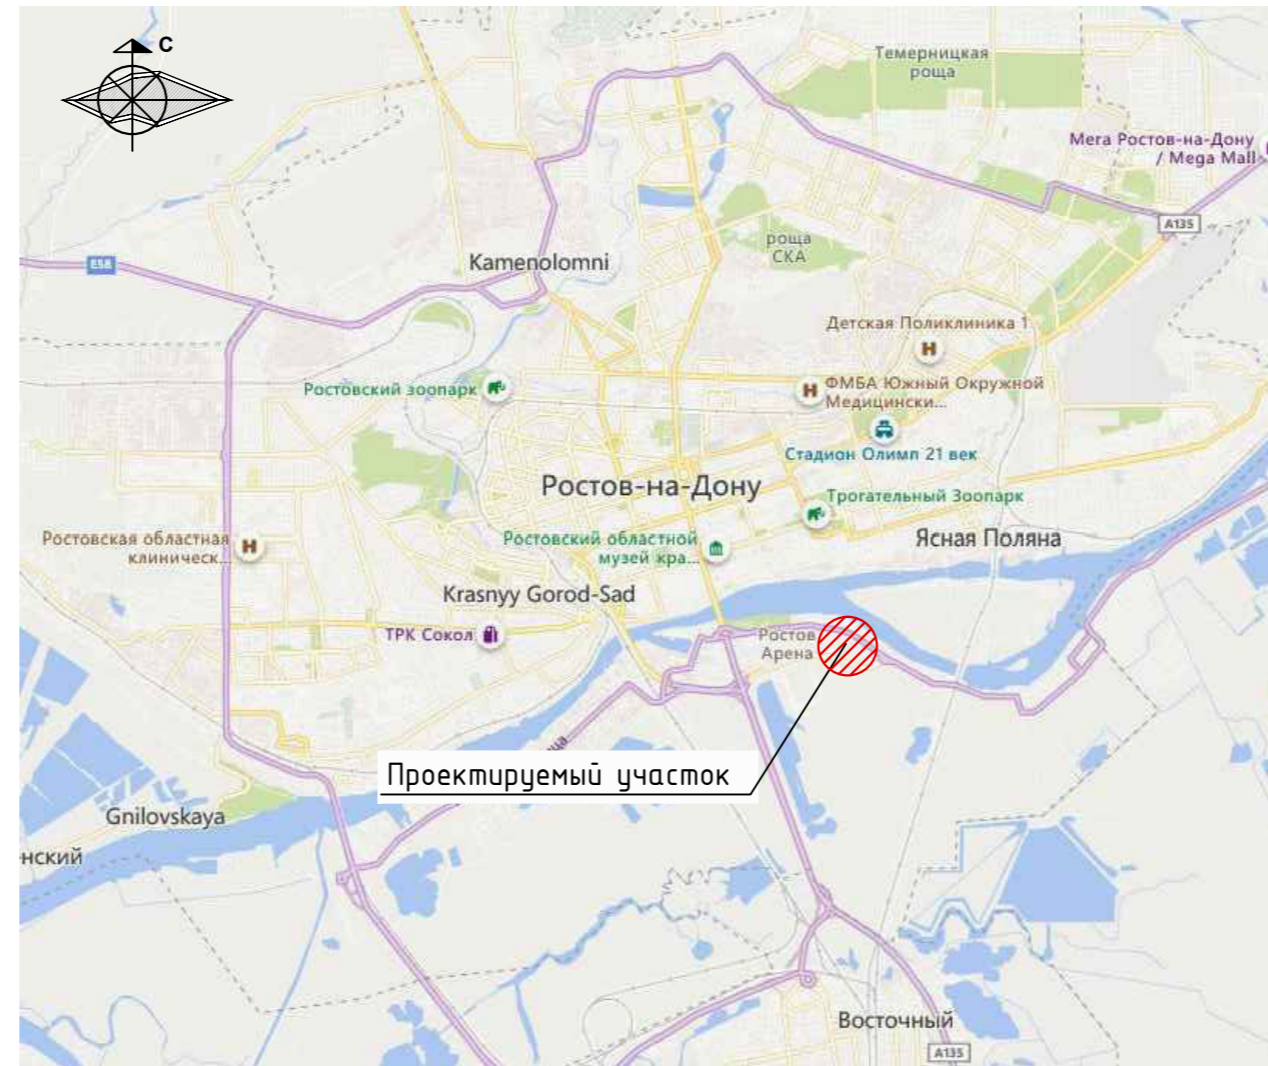 С
Темерницкая
роща
Мега Ростов-на-Дону
/ Mega Mall
A135
роща
СКА
Kamenolomni
E58
Детская Поликлиника 1
Ростовский зоопарк
ФМБА Южный Окружной
Медицински...
Стадион Олимп 21 век
Ростов-на-Дону
Трогательный Зоопарк
Ростовская областная
клиническ...
Ростовский областной
музей кра...
Ясная Поляна
Krasnyy Gorod-Sad
ТРК Сокол
Ростов
Арена
Проектируемый участок
Gnilovskaya
нский
Восточный
A135